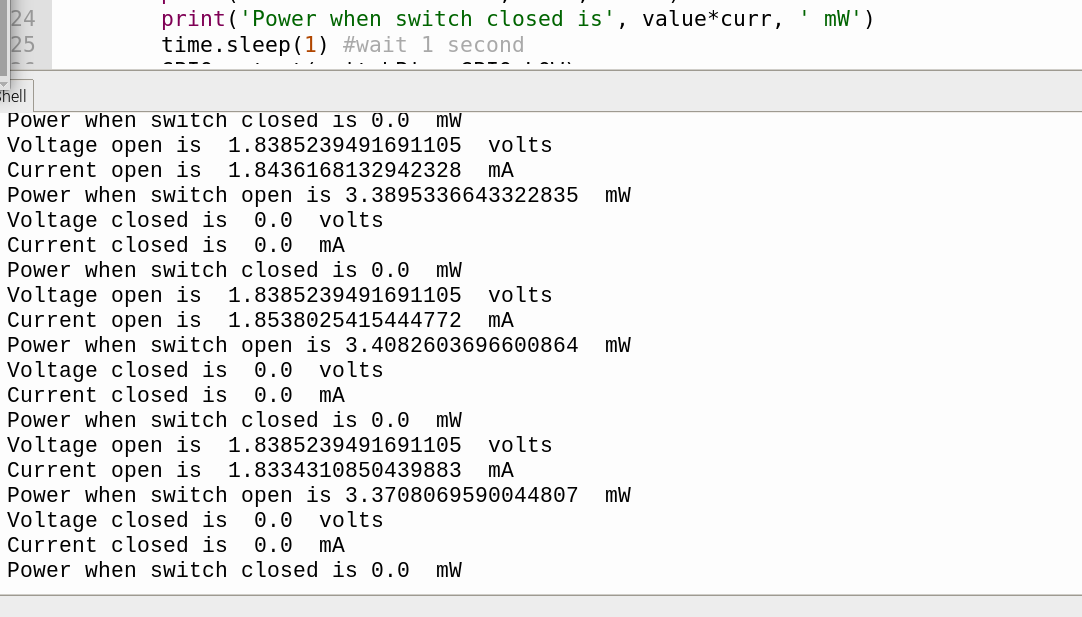 24 print('Power when switch closed is', value*curr, ' mW')
25 time.sleep(1) #wait 1 second
Shell
Power when switch closed is 0.0  mW
Voltage open is  1.8385239491691105  volts
Current open is  1.8436168132942328  mA
Power when switch open is 3.3895336643322835  mW
Voltage closed is  0.0  volts
Current closed is  0.0  mA
Power when switch closed is 0.0  mW
Voltage open is  1.8385239491691105  volts
Current open is  1.8538025415444772  mA
Power when switch open is 3.4082603696600864  mW
Voltage closed is  0.0  volts
Current closed is  0.0  mA
Power when switch closed is 0.0  mW
Voltage open is  1.8385239491691105  volts
Current open is  1.8334310850439883  mA
Power when switch open is 3.3708069590044807  mW
Voltage closed is  0.0  volts
Current closed is  0.0  mA
Power when switch closed is 0.0  mW